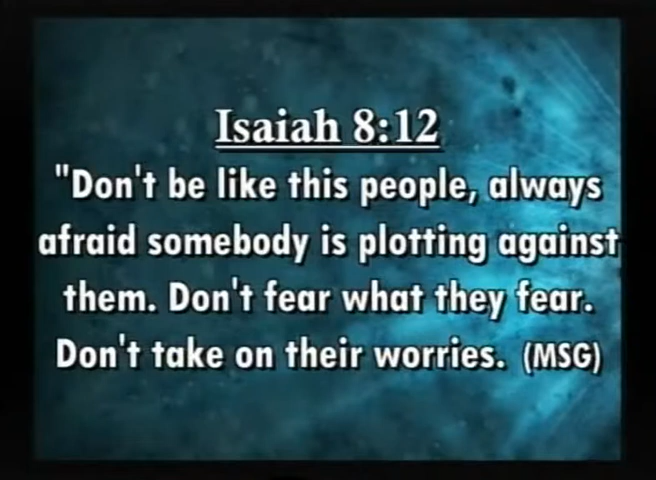 Isaiah 8:12
"Don't be like this people, always
afraid somebody is plotting against
them. Don't fear what they fear.
Don't take on their worries. (MSG)